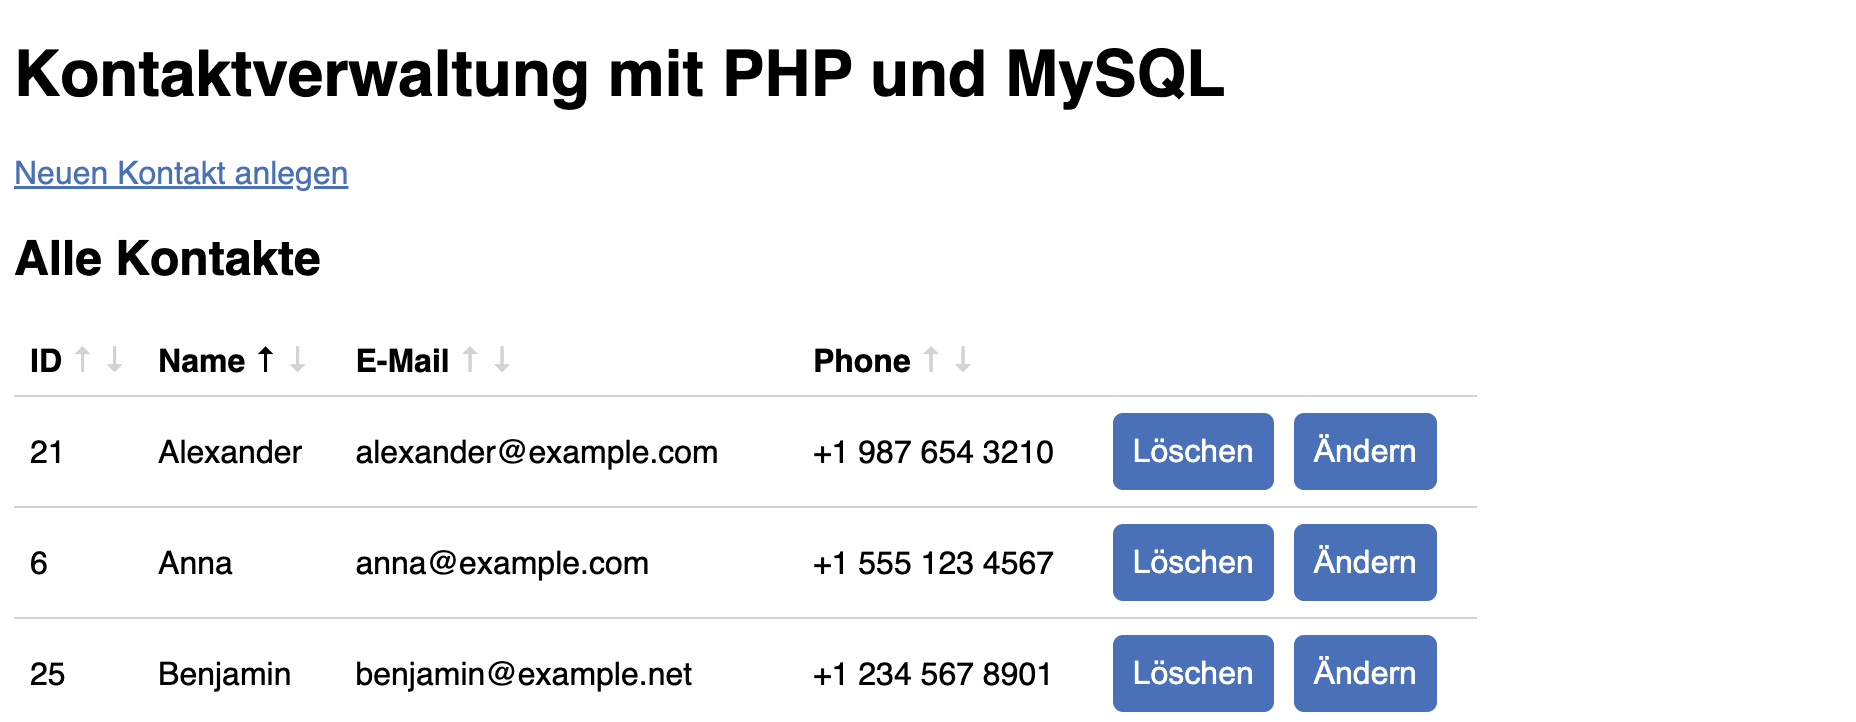 Kontaktverwaltung mit PHP und MySQL
Neuen Kontakt anlegen
Alle Kontakte
ID ↑ ↓ Name ↑ ↓ E-Mail ↑ ↓ Phone ↑ ↓
21 Alexander alexander@example.com +1 987 654 3210 Löschen Ändern
6 Anna anna@example.com +1 555 123 4567 Löschen Ändern
25 Benjamin benjamin@example.net +1 234 567 8901 Löschen Ändern